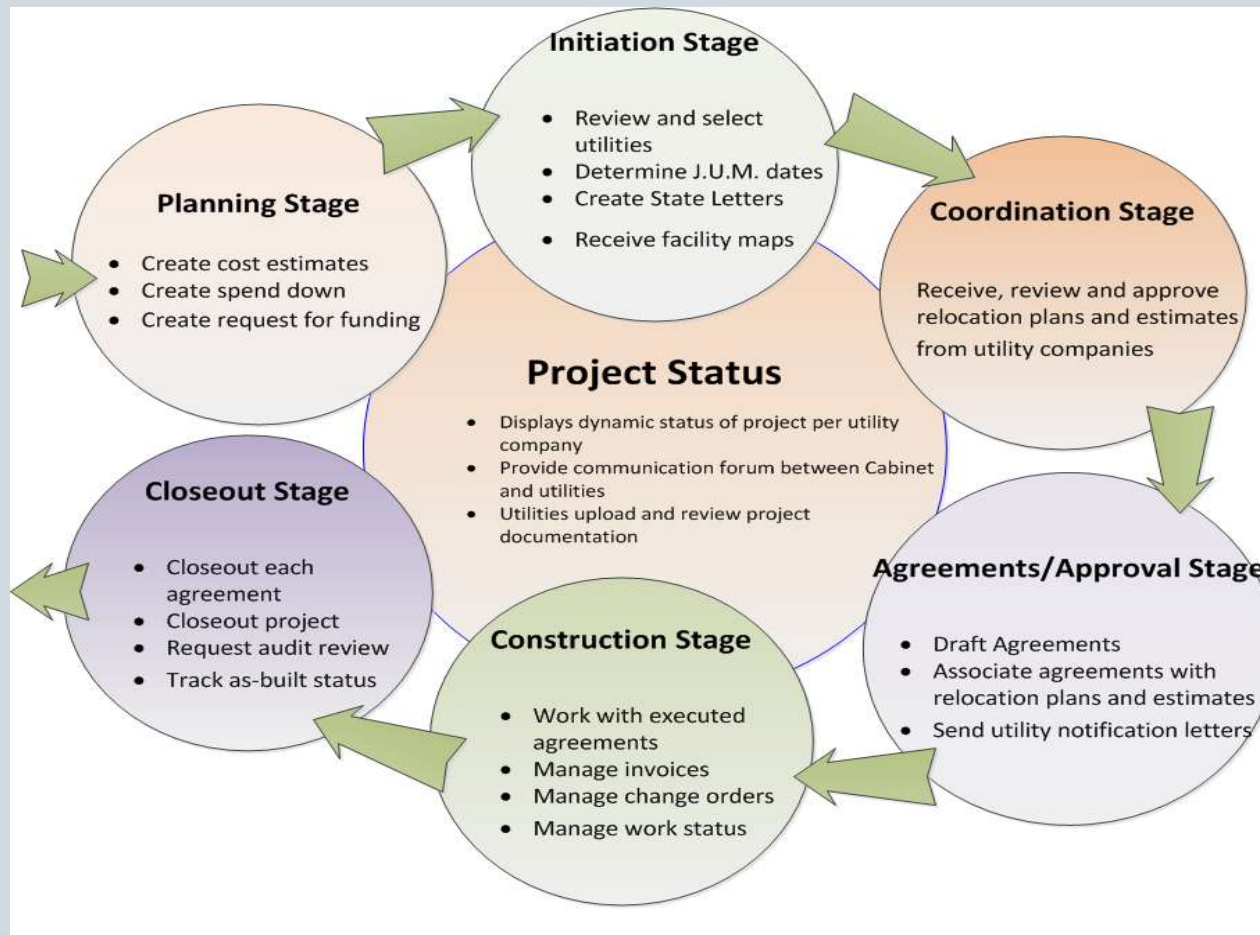 Initiation Stage
• Review and select
utilities
• Determine J.U.M. dates
• Create State Letters
• Receive facility maps
Planning Stage
• Create cost estimates
• Create spend down
• Create request for funding
Coordination Stage
Receive, review and approve
relocation plans and estimates
from utility companies
Project Status
• Displays dynamic status of project per utility
company
• Provide communication forum between Cabinet
and utilities
• Utilities upload and review project
documentation
Closeout Stage
• Closeout each
agreement
• Closeout project
• Request audit review
• Track as-built status
Agreements/Approval Stage
• Draft Agreements
• Associate agreements with
relocation plans and estimates
• Send utility notification letters
Construction Stage
• Work with executed
agreements
• Manage invoices
• Manage change orders
• Manage work status